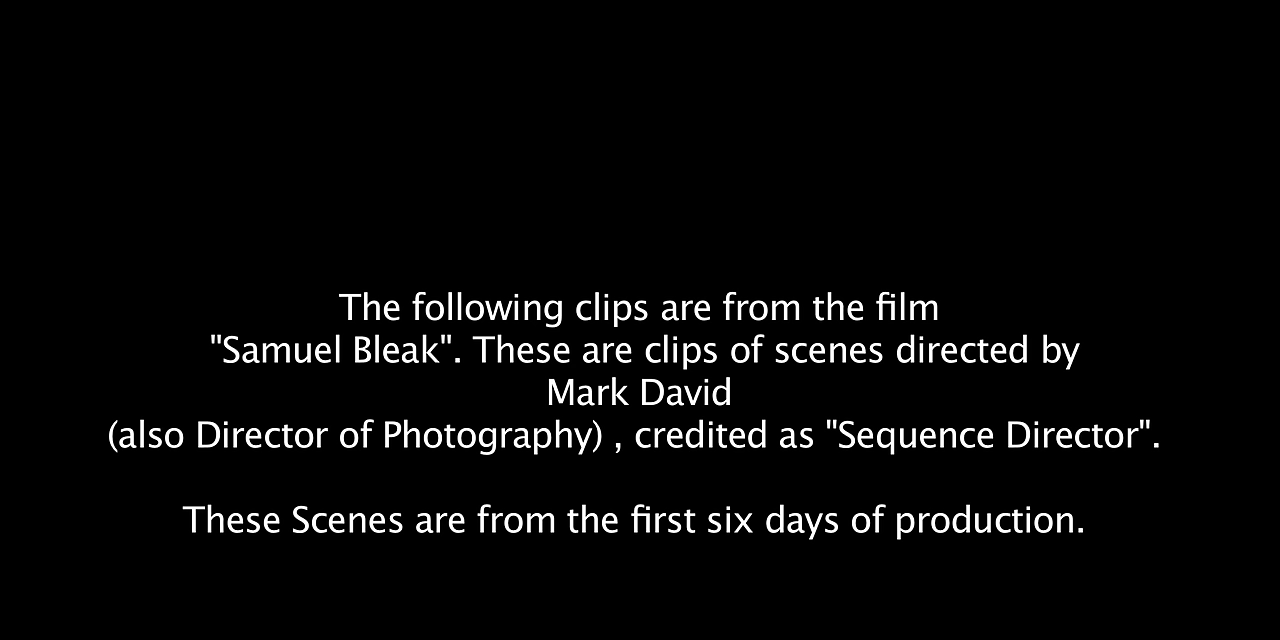 The following clips are from the film
"Samuel Bleak". These are clips of scenes directed by
Mark David
(also Director of Photography) , credited as "Sequence Director".
These Scenes are from the first six days of production.